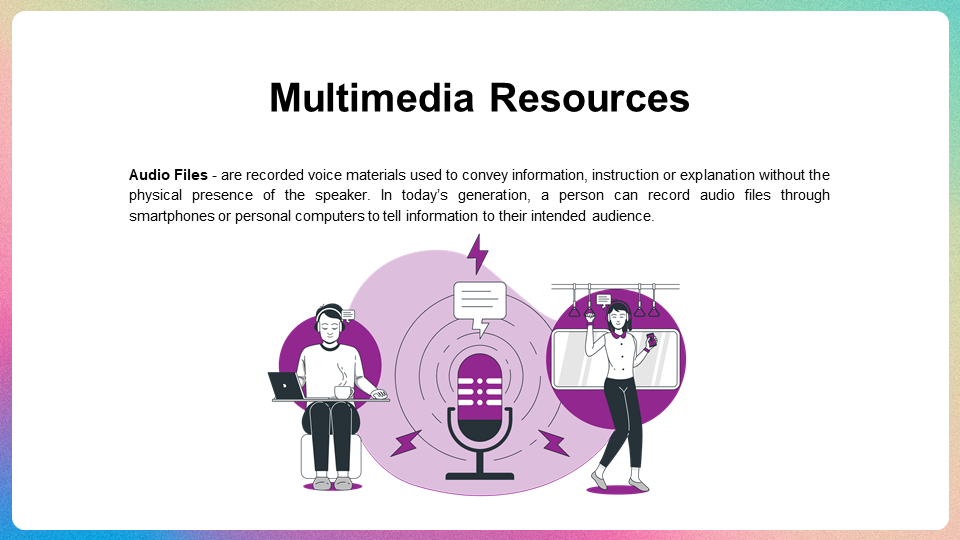 Multimedia Resources
Audio Files - are recorded voice materials used to convey information, instruction or explanation without the
physical presence of the speaker. In today’s generation, a person can record audio files through
smartphones or personal computers to tell information to their intended audience.